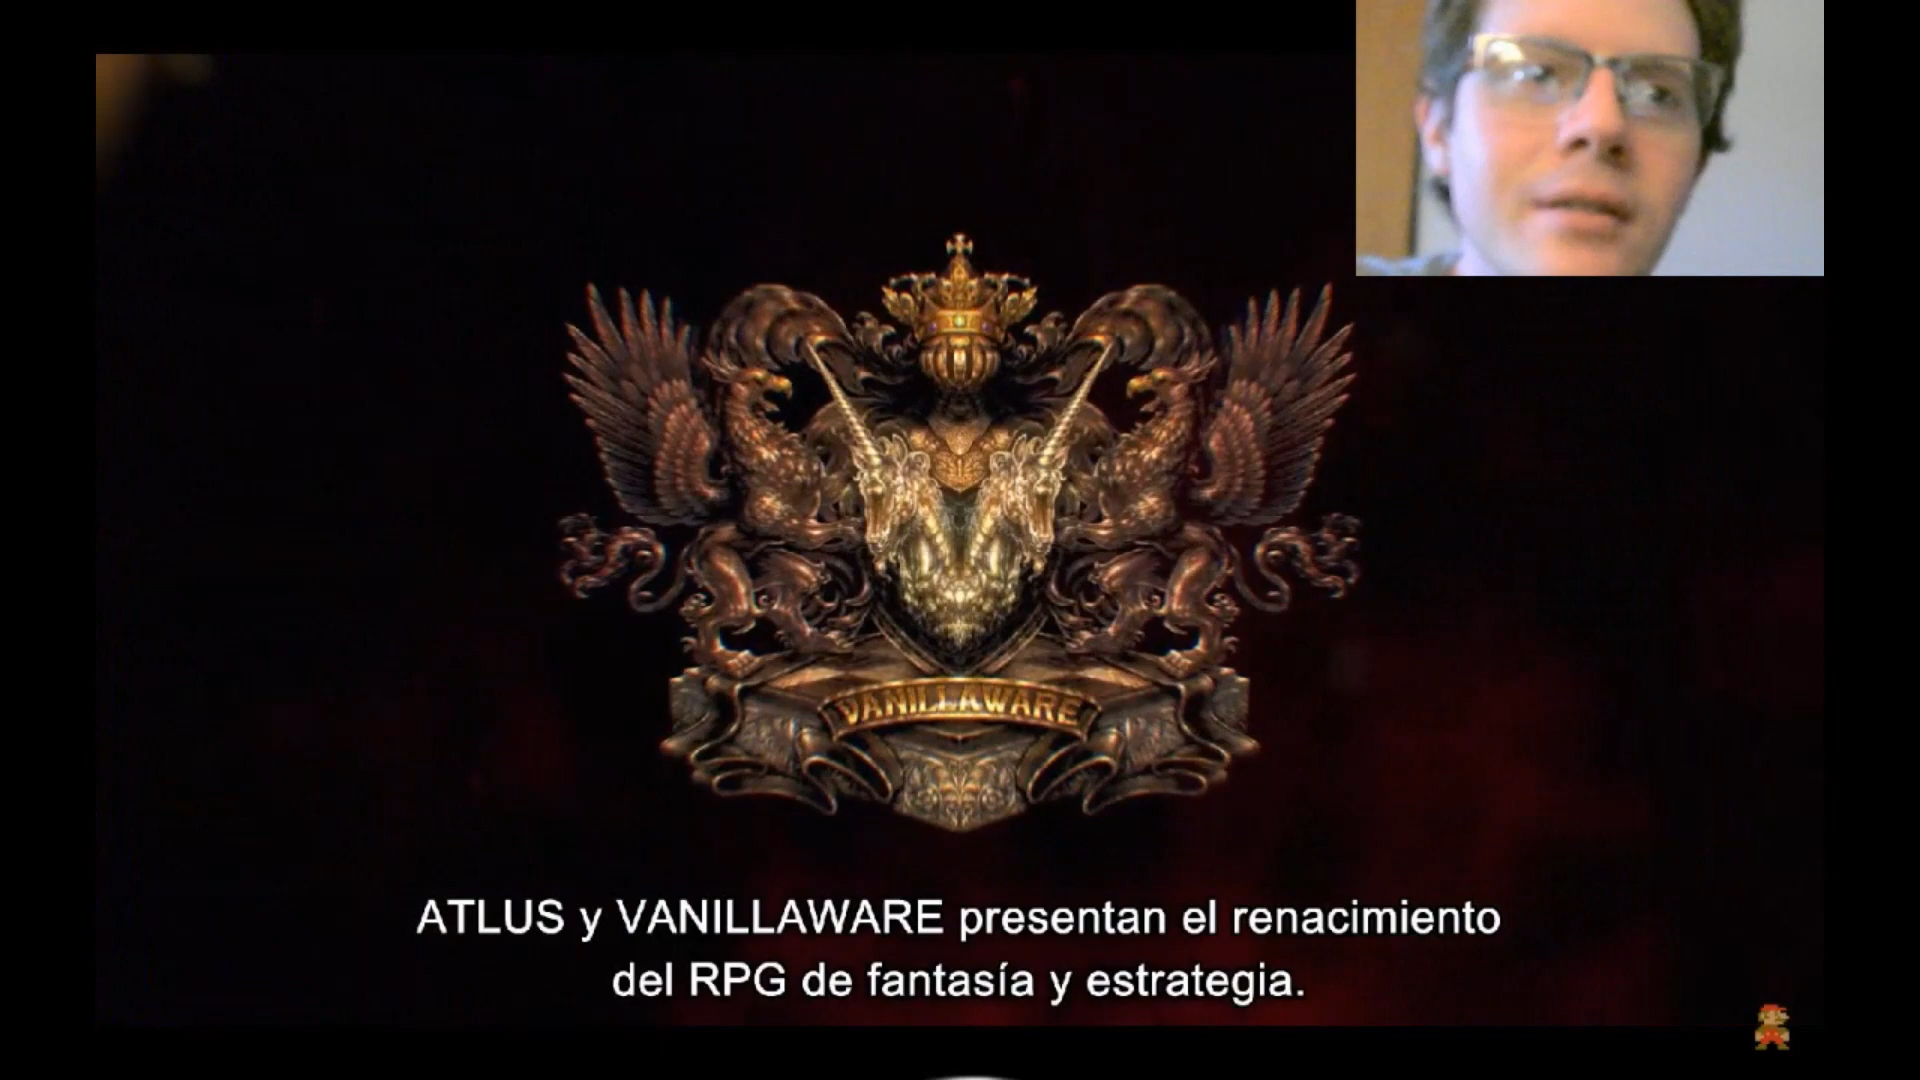 VANILLAWARE
ATLUS y VANILLAWARE presentan el renacimiento
del RPG de fantasía y estrategia.